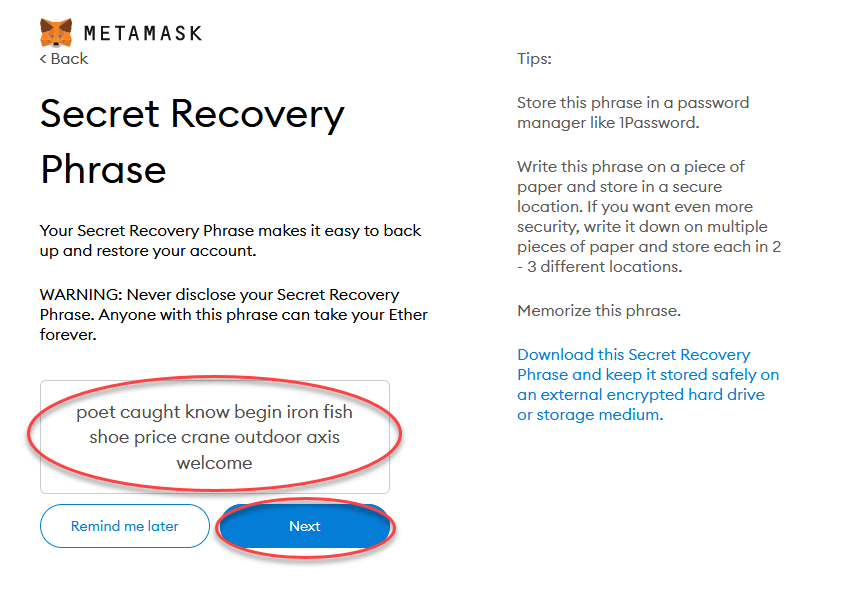 METAMASK
< Back
Secret Recovery
Phrase
Your Secret Recovery Phrase makes it easy to back
up and restore your account.
WARNING: Never disclose your Secret Recovery
Phrase. Anyone with this phrase can take your Ether
forever.
poet caught know begin iron fish
shoe price crane outdoor axis
welcome
Remind me later
Next
Tips:
Store this phrase in a password
manager like 1Password.
Write this phrase on a piece of
paper and store in a secure
location. If you want even more
security, write it down on multiple
pieces of paper and store each in 2
- 3 different locations.
Memorize this phrase.
Download this Secret Recovery
Phrase and keep it stored safely on
an external encrypted hard drive
or storage medium.